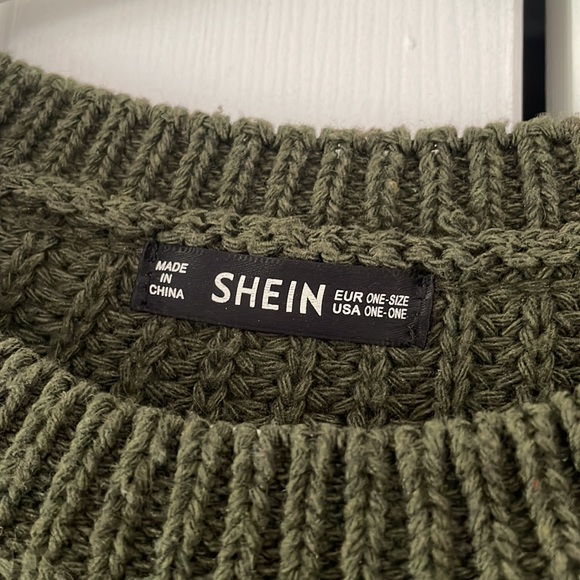 MADE
IN
CHINA
SHEIN
EUR ONE-SIZE
USA ONE-ONE